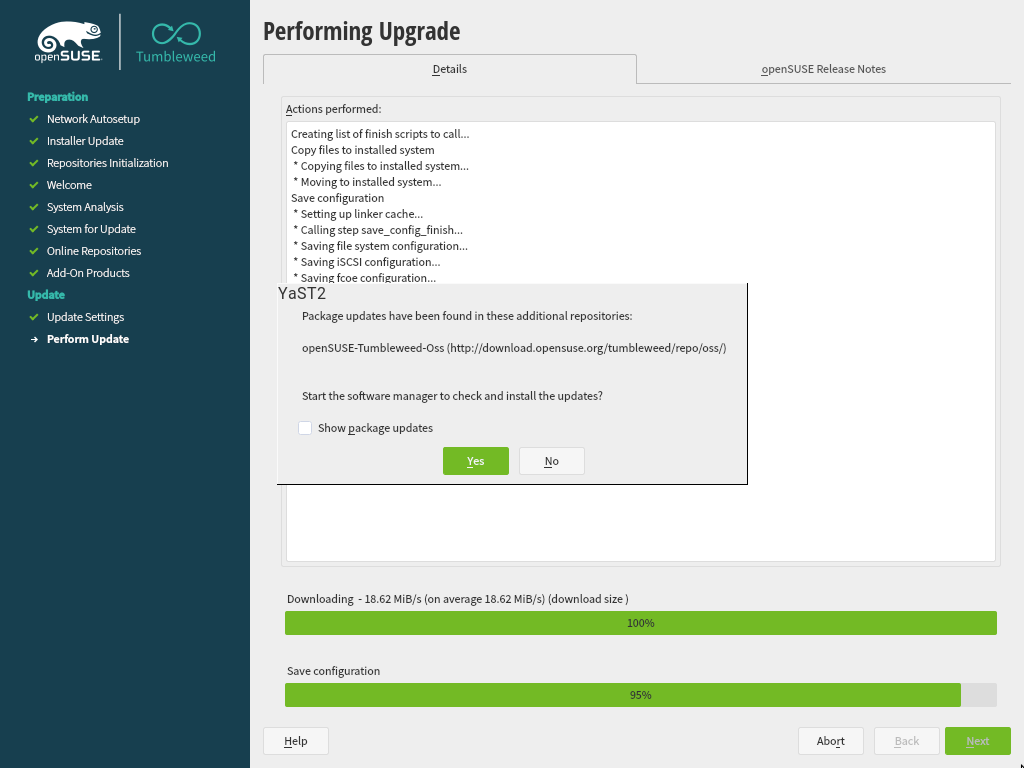 openSUSE.
Tumbleweed
Preparation
Network Autosetup
Installer Update
Repositories Initialization
Welcome
System Analysis
System for Update
Online Repositories
Add-On Products
Update
Update Settings
Perform Update
Performing Upgrade
Details
openSUSE Release Notes
Actions performed:
Creating list of finish scripts to call...
Copy files to installed system
* Copying files to installed system...
* Moving to installed system...
Save configuration
* Setting up linker cache...
* Calling step save_config_finish...
* Saving file system configuration...
* Saving iSCSI configuration...
* Saving fcoe configuration...
YaST2
Package updates have been found in these additional repositories:
openSUSE-Tumbleweed-Oss (http://download.opensuse.org/tumbleweed/repo/oss/)
Start the software manager to check and install the updates?
Show package updates
Yes
No
Downloading - 18.62 MiB/s (on average 18.62 MiB/s) (download size )
100%
Save configuration
95%
Help
Abort
Back
Next